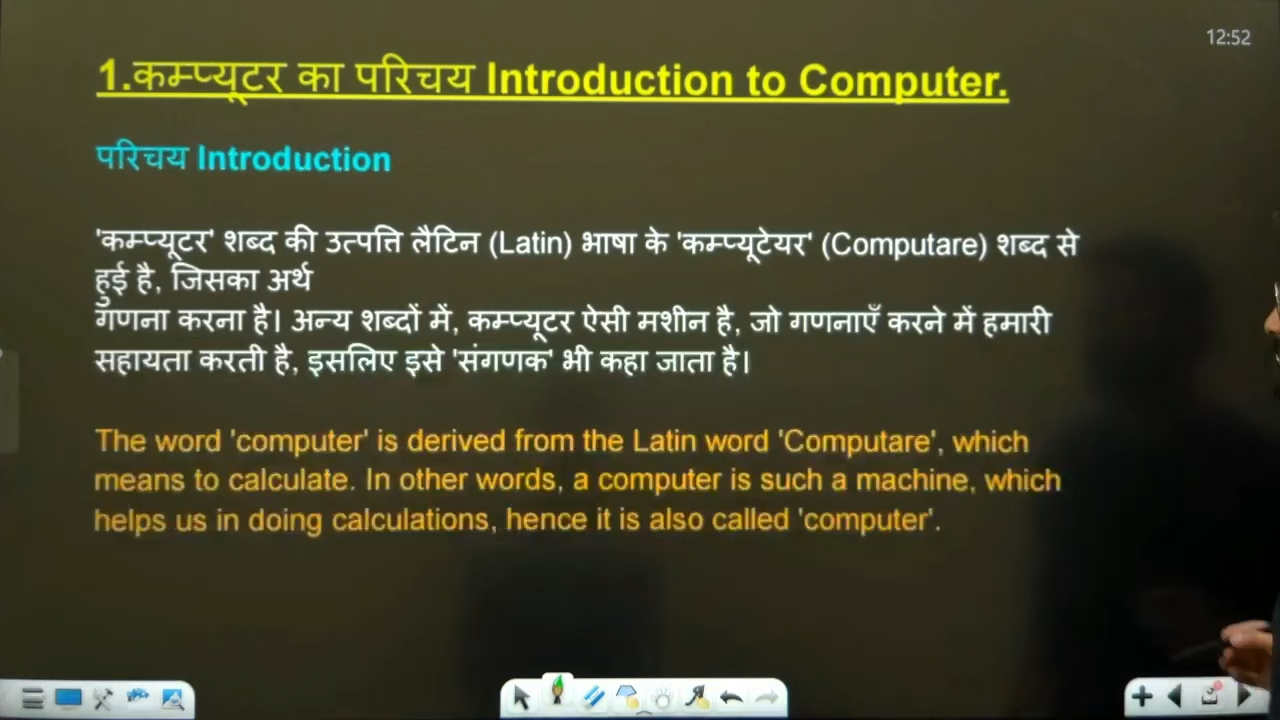 12:52
1.कम्प्यूटर का परिचय Introduction to Computer.
परिचय Introduction
'कम्प्यूटर' शब्द की उत्पत्ति लैटिन (Latin) भाषा के 'कम्प्यूटेयर' (Computare) शब्द से
हुई है, जिसका अर्थ
गणना करना है। अन्य शब्दों में, कम्प्यूटर ऐसी मशीन है, जो गणनाएँ करने में हमारी
सहायता करती है, इसलिए इसे 'संगणक' भी कहा जाता है।
The word 'computer' is derived from the Latin word 'Computare', which
means to calculate. In other words, a computer is such a machine, which
helps us in doing calculations, hence it is also called 'computer'.